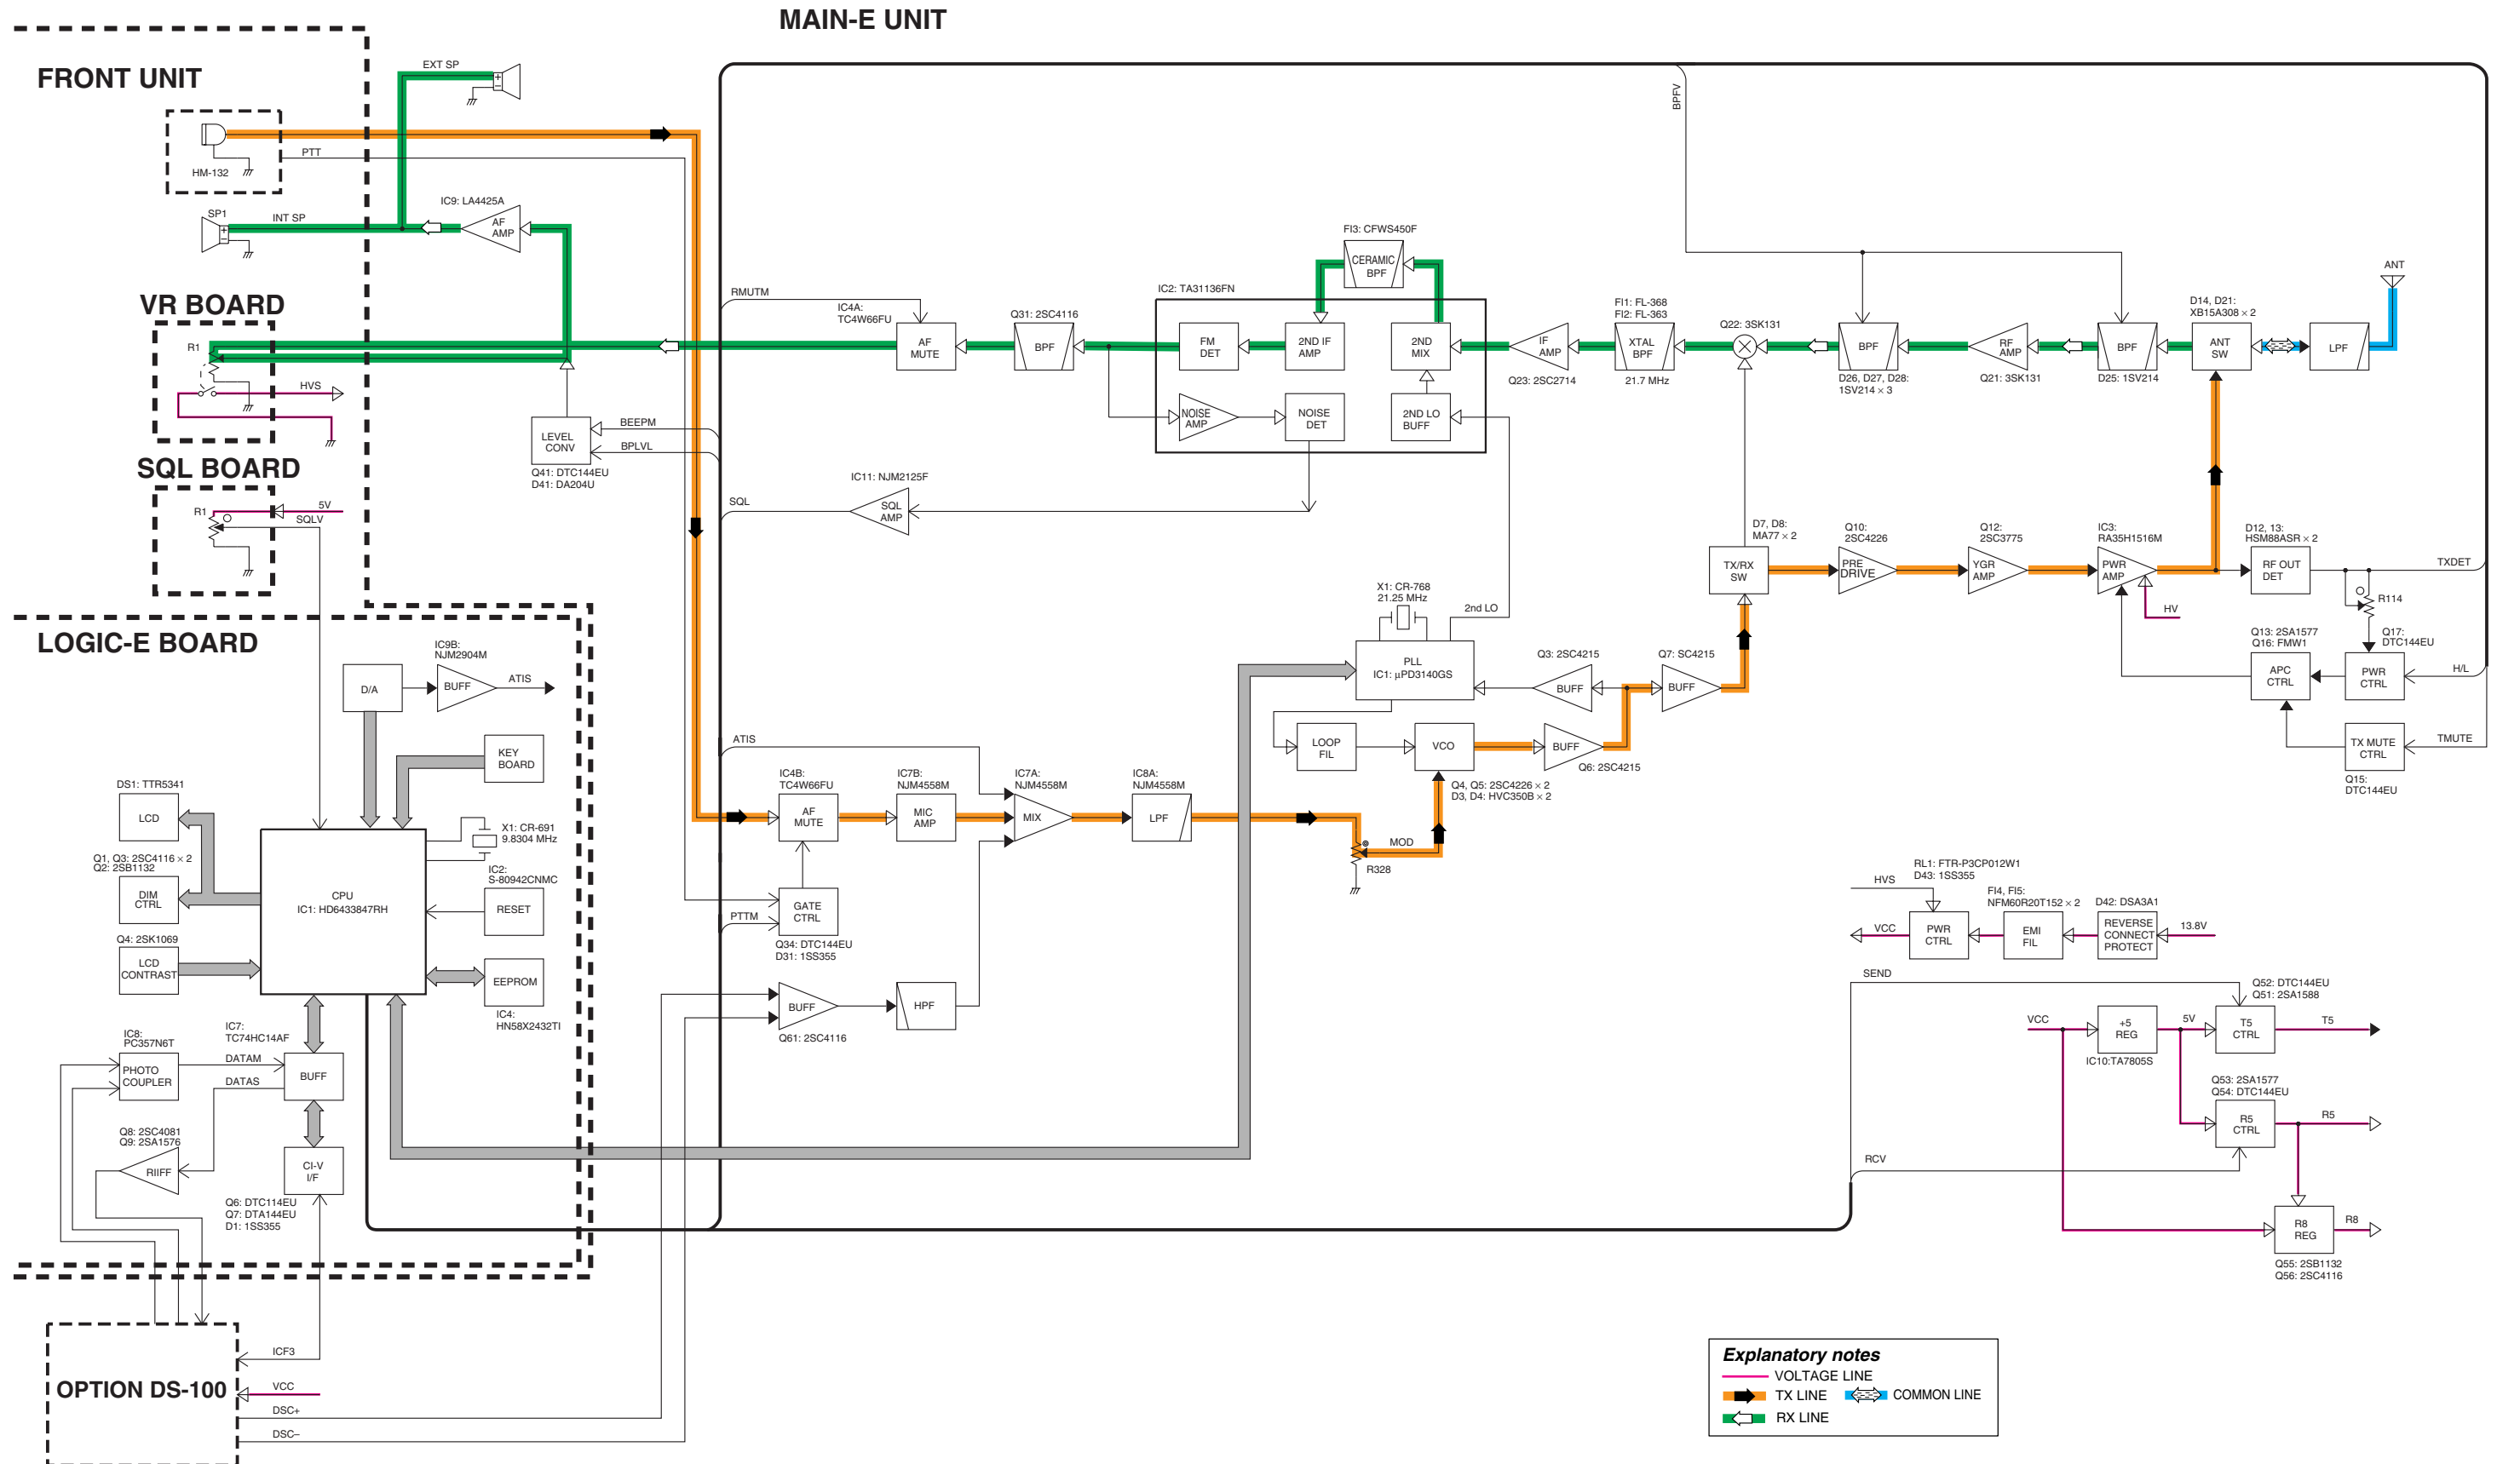 MAIN-E UNIT
FRONT UNIT
EXT SP
+
–
PTT
HM-132
SP1
+
–
INT SP
IC9: LA4425A
AF
AMP
VR BOARD
R1
HVS
SQL BOARD
R1
5V
SQLV
LEVEL
CONV
Q41: DTC144EU
D41: DA204U
BEEPM
BPLVL
RMUTM
IC4A:
TC4W66FU
AF
MUTE
Q31: 2SC4116
BPF
IC2: TA31136FN
FI3: CFWS450F
CERAMIC
BPF
FM
DET
2ND IF
AMP
2ND
MIX
NOISE
AMP
NOISE
DET
2ND LO
BUFF
IF
AMP
Q23: 2SC2714
FI1: FL-368
FI2: FL-363
XTAL
BPF
21.7 MHz
Q22: 3SK131
BPFV
BPF
D26, D27, D28:
1SV214 × 3
RF
AMP
Q21: 3SK131
BPF
D25: 1SV214
D14, D21:
XB15A308 × 2
ANT
SW
LPF
ANT
SQL
IC11: NJM2125F
SQL
AMP
D7, D8:
MA77 × 2
TX/RX
SW
Q10:
2SC4226
PRE
DRIVE
Q12:
2SC3775
YGR
AMP
IC3:
RA35H1516M
PWR
AMP
HV
D12, 13:
HSM88ASR × 2
RF OUT
DET
TXDET
R114
Q13: 2SA1577
Q16: FMW1
APC
CTRL
Q17:
DTC144EU
PWR
CTRL
H/L
TX MUTE
CTRL
TMUTE
Q15:
DTC144EU
X1: CR-768
21.25 MHz
2nd LO
PLL
IC1: µPD3140GS
Q3: 2SC4215
BUFF
Q7: SC4215
BUFF
LOOP
FIL
VCO
BUFF
Q6: 2SC4215
Q4, Q5: 2SC4226 × 2
D3, D4: HVC350B × 2
LOGIC-E BOARD
D/A
IC9B:
NJM2904M
BUFF
ATIS
KEY
BOARD
DS1: TTR5341
LCD
Q1, Q3: 2SC4116 × 2
Q2: 2SB1132
DIM
CTRL
Q4: 2SK1069
LCD
CONTRAST
CPU
IC1: HD6433847RH
X1: CR-691
9.8304 MHz
IC2:
S-80942CNMC
RESET
EEPROM
IC4:
HN58X2432TI
IC8:
PC357N6T
PHOTO
COUPLER
IC7:
TC74HC14AF
DATAM
DATAS
BUFF
Q8: 2SC4081
Q9: 2SA1576
RIIFF
CI-V
I/F
Q6: DTC114EU
Q7: DTA144EU
D1: 1SS355
ATIS
IC4B:
TC4W66FU
AF
MUTE
IC7B:
NJM4558M
MIC
AMP
IC7A:
NJM4558M
MIX
IC8A:
NJM4558M
LPF
MOD
R328
PTTM
GATE
CTRL
Q34: DTC144EU
D31: 1SS355
BUFF
Q61: 2SC4116
HPF
HVS
RL1: FTR-P3CP012W1
D43: 1SS355
VCC
PWR
CTRL
FI4, FI5:
NFM60R20T152 × 2
EMI
FIL
D42: DSA3A1
REVERSE
CONNECT
PROTECT
13.8V
SEND
VCC
+5
REG
IC10:TA7805S
5V
Q52: DTC144EU
Q51: 2SA1588
T5
CTRL
T5
Q53: 2SA1577
Q54: DTC144EU
R5
CTRL
R5
RCV
R8
REG
R8
Q55: 2SB1132
Q56: 2SC4116
OPTION DS-100
ICF3
VCC
DSC+
DSC–
Explanatory notes
VOLTAGE LINE
TX LINE
COMMON LINE
RX LINE